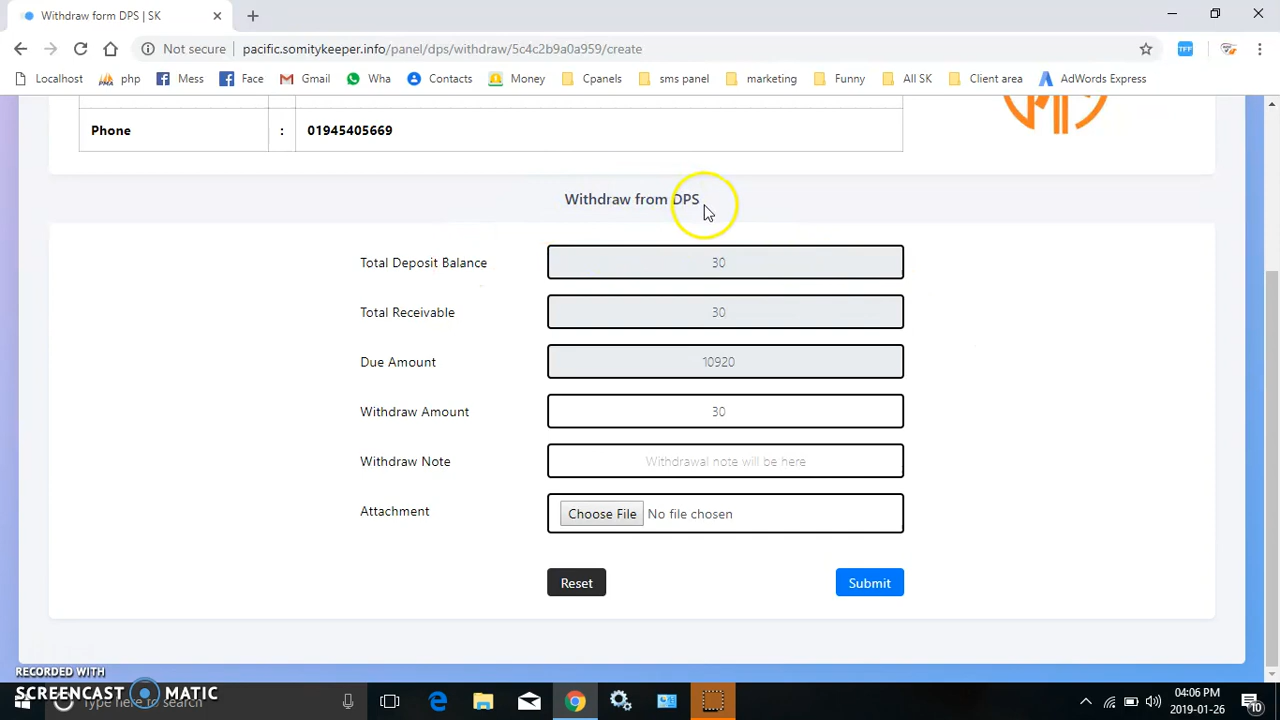 Withdraw form DPS | SK
Not secure pacific.somitykeeper.info/panel/dps/withdraw/5c4c2b9a0a959/create
Localhost php Mess Face Gmail Wha Contacts Money Cpanels sms panel marketing Funny All SK Client area AdWords Express
Phone : 01945405669
Withdraw from DPS
Total Deposit Balance 30
Total Receivable 30
Due Amount 10920
Withdraw Amount 30
Withdraw Note Withdrawal note will be here
Attachment Choose File No file chosen
Reset Submit
RECORDED WITH
SCREENCAST MATIC
Type here to search
04:06 PM
2019-01-26
10